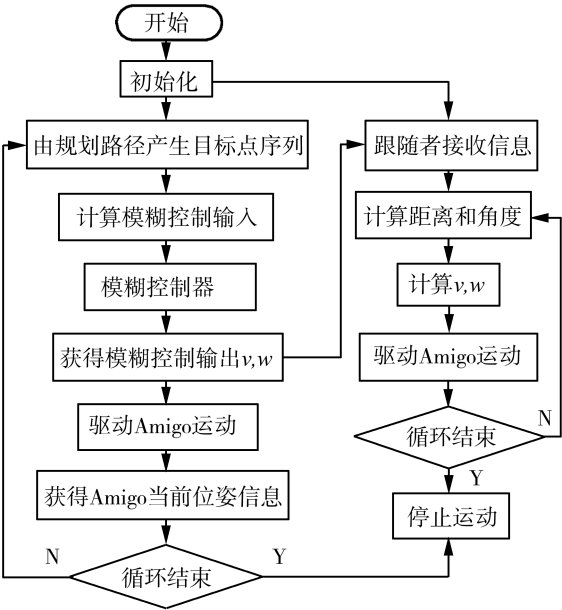 开始
初始化
由规划路径产生目标点序列
计算模糊控制输入
模糊控制器
获得模糊控制输出v,w
驱动Amigo运动
获得Amigo当前位姿信息
循环结束
N
Y
跟随者接收信息
计算距离和角度
计算v,w
驱动Amigo运动
循环结束
N
Y
停止运动